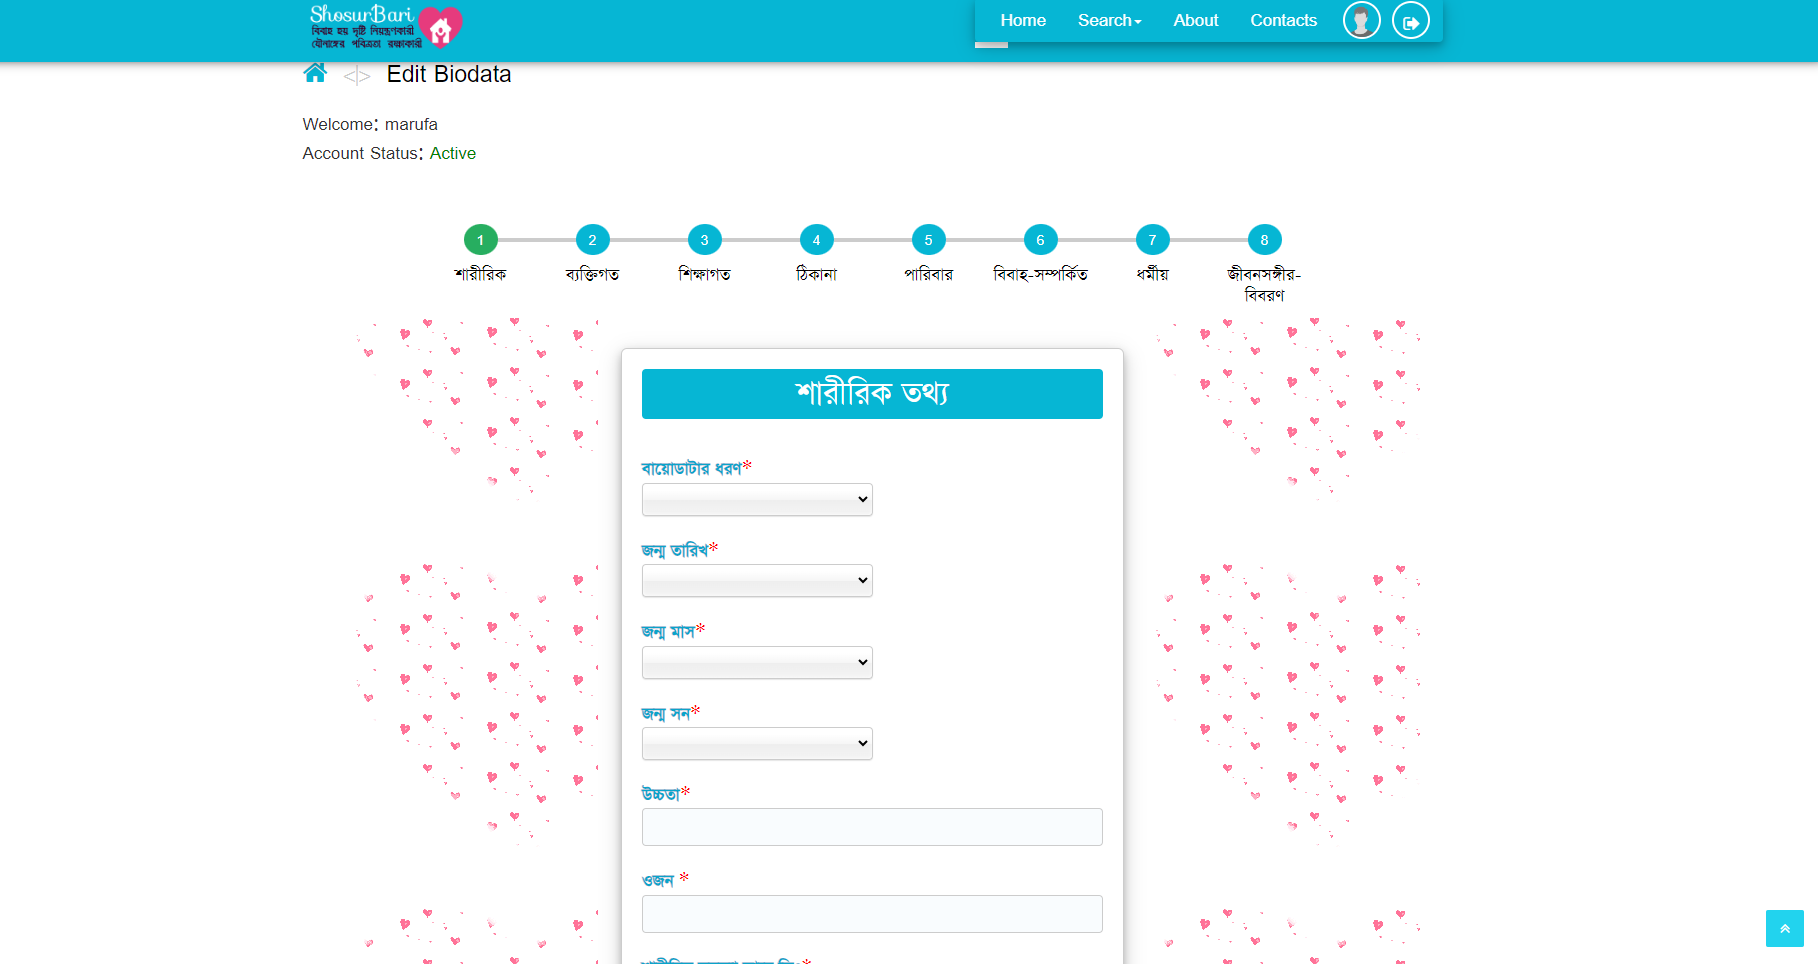 ShosurBari
বিবাহ হয় দৃষ্টি নিয়ন্ত্রণকারী
যৌনাঙ্গের পবিত্রতা রক্ষাকারী
Home Search About Contacts
<|> Edit Biodata
Welcome: marufa
Account Status: Active
1 2 3 4 5 6 7 8
শারীরিক ব্যক্তিগত শিক্ষাগত ঠিকানা পারিবার বিবাহ-সম্পর্কিত ধর্মীয় জীবনসঙ্গীর-
বিবরণ
শারীরিক তথ্য
বায়োডাটার ধরণ*
জন্ম তারিখ*
জন্ম মাস*
জন্ম সন*
উচ্চতা*
ওজন *